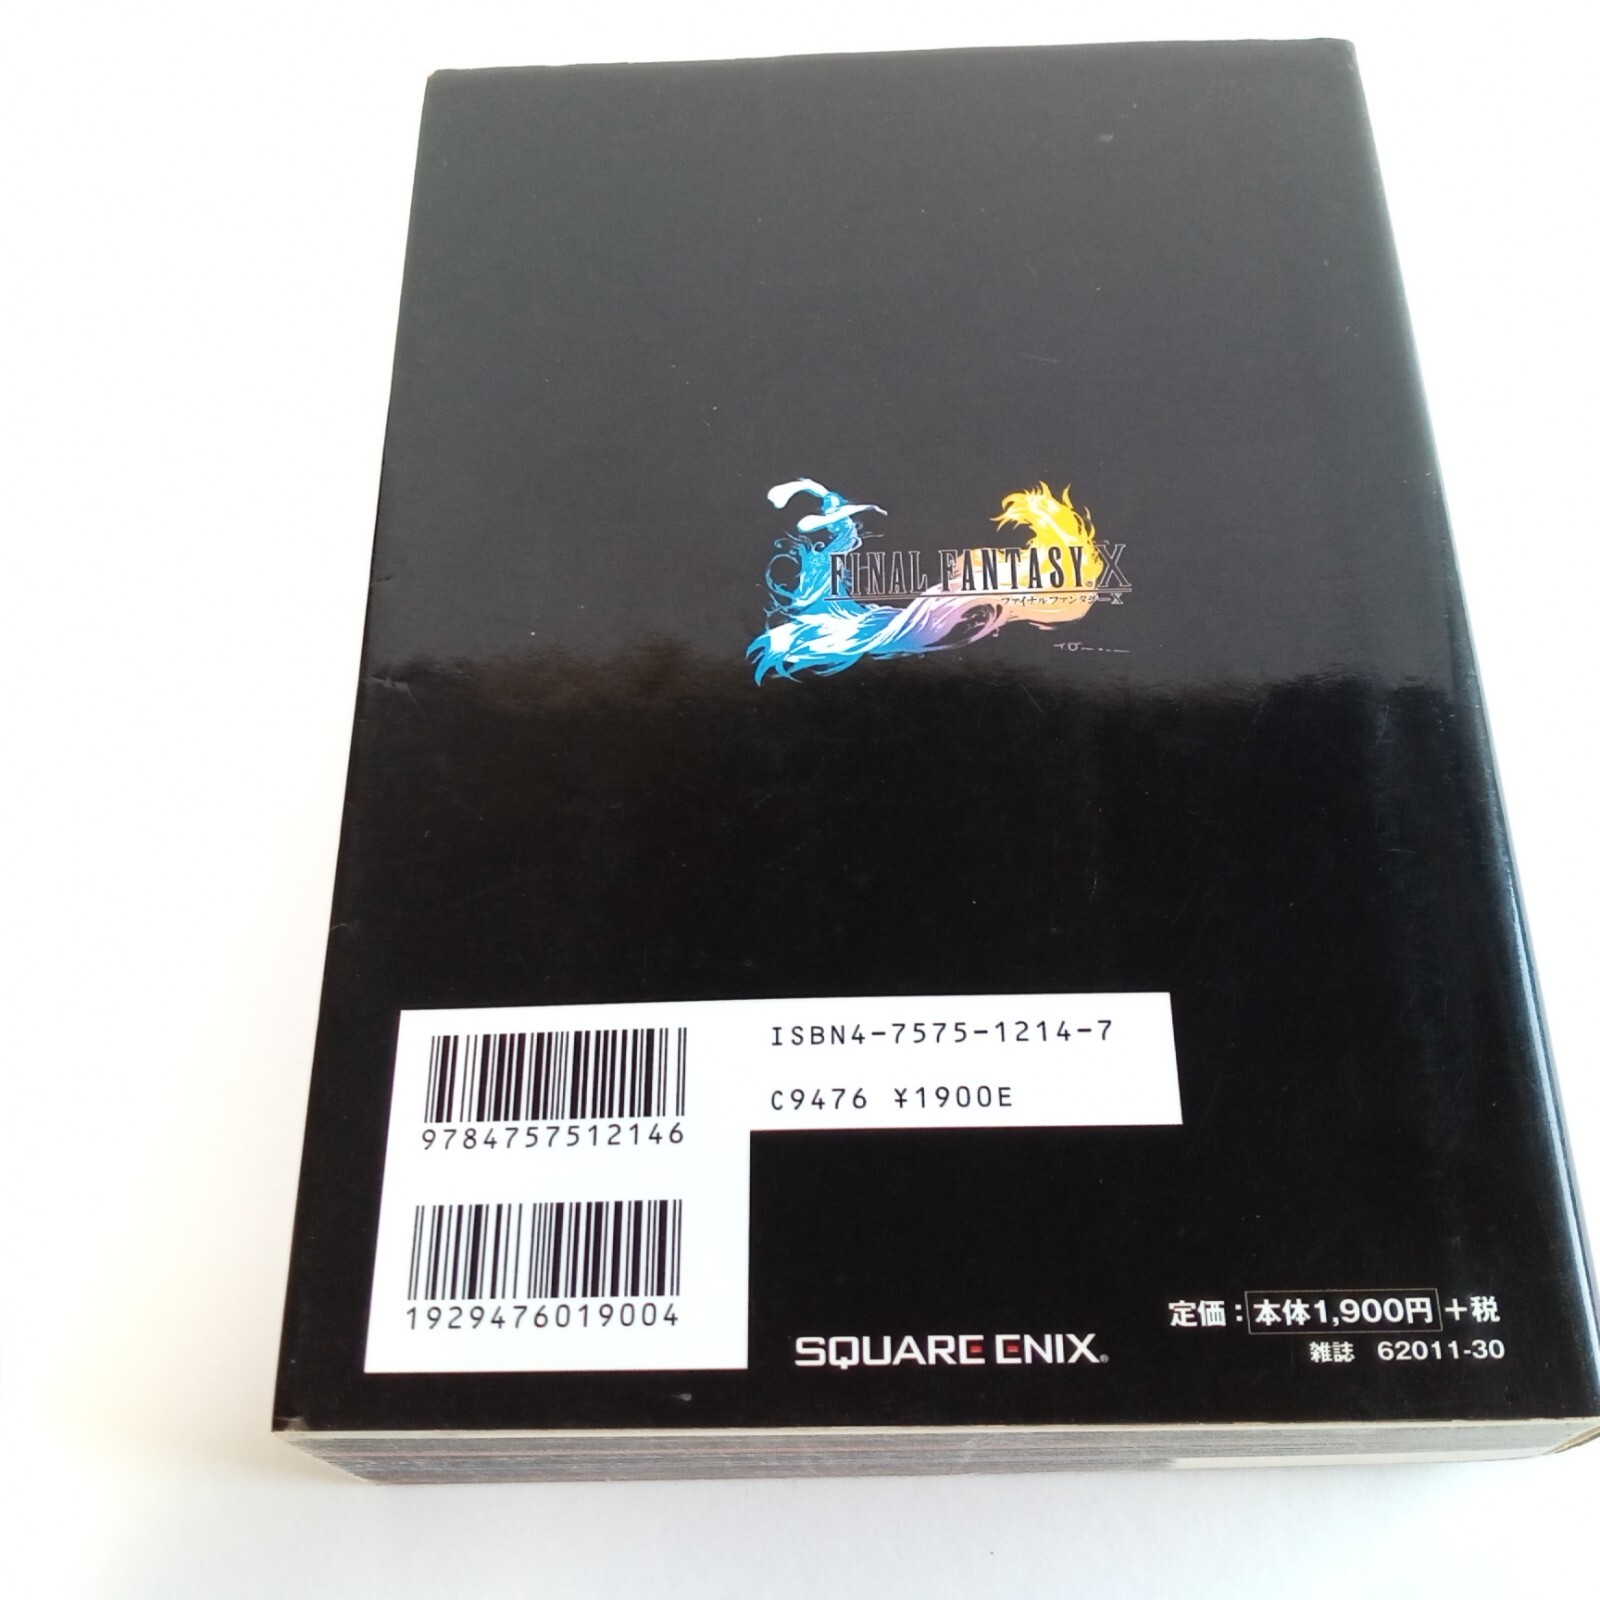 FINAL FANTASY. X
ファイナルファンタジーX
ISBN4-7575-1214-7
C9476 ¥1900E
9784757512146
1929476019004
SQUARE ENIX®
定価：本体1,900円+税
雑誌 62011-30